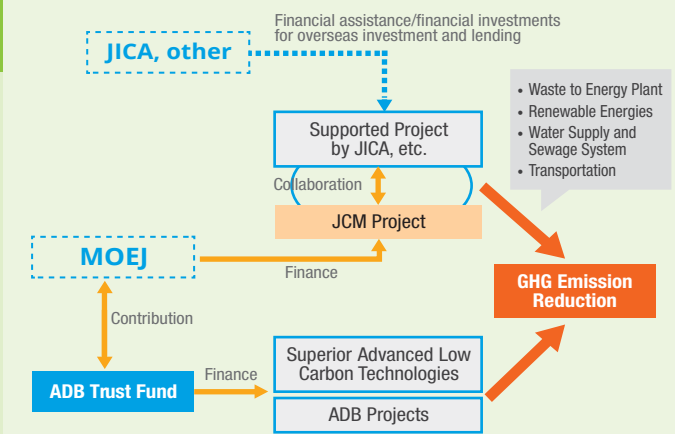 Financial assistance/financial investments
for overseas investment and lending
JICA, other
• Waste to Energy Plant
• Renewable Energies
• Water Supply and
Sewage System
• Transportation
Supported Project
by JICA, etc.
Collaboration
JCM Project
MOEJ
Finance
GHG Emission
Reduction
Contribution
Superior Advanced Low
Carbon Technologies
Finance
ADB Trust Fund
ADB Projects